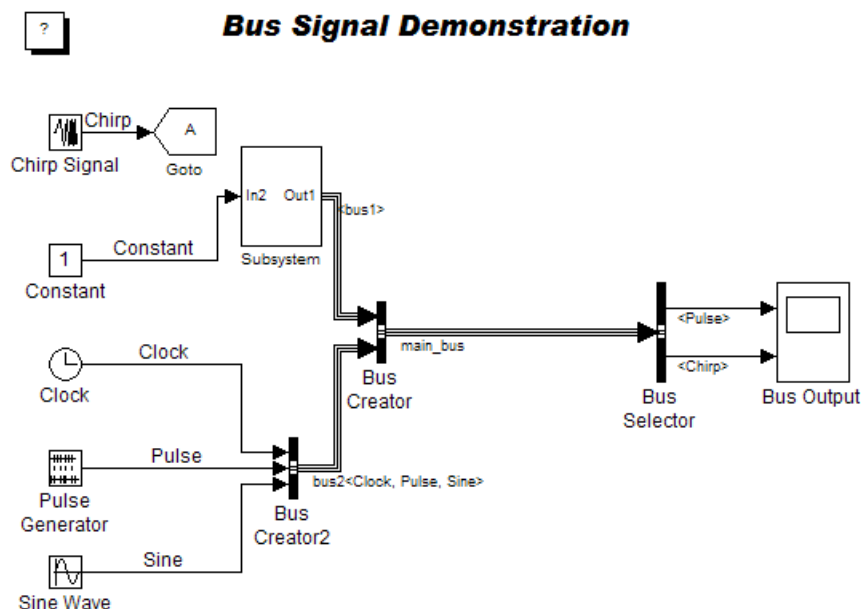 ?
Bus Signal Demonstration
Chirp
A
Chirp Signal
Goto
In2
Out1
<bus1>
Subsystem
Constant
1
Constant
Clock
Clock
main_bus
Bus
Creator
<Pulse>
<Chirp>
Bus
Selector
Bus Output
Pulse
Pulse
Generator
bus2<Clock, Pulse, Sine>
Bus
Creator2
Sine
Sine Wave